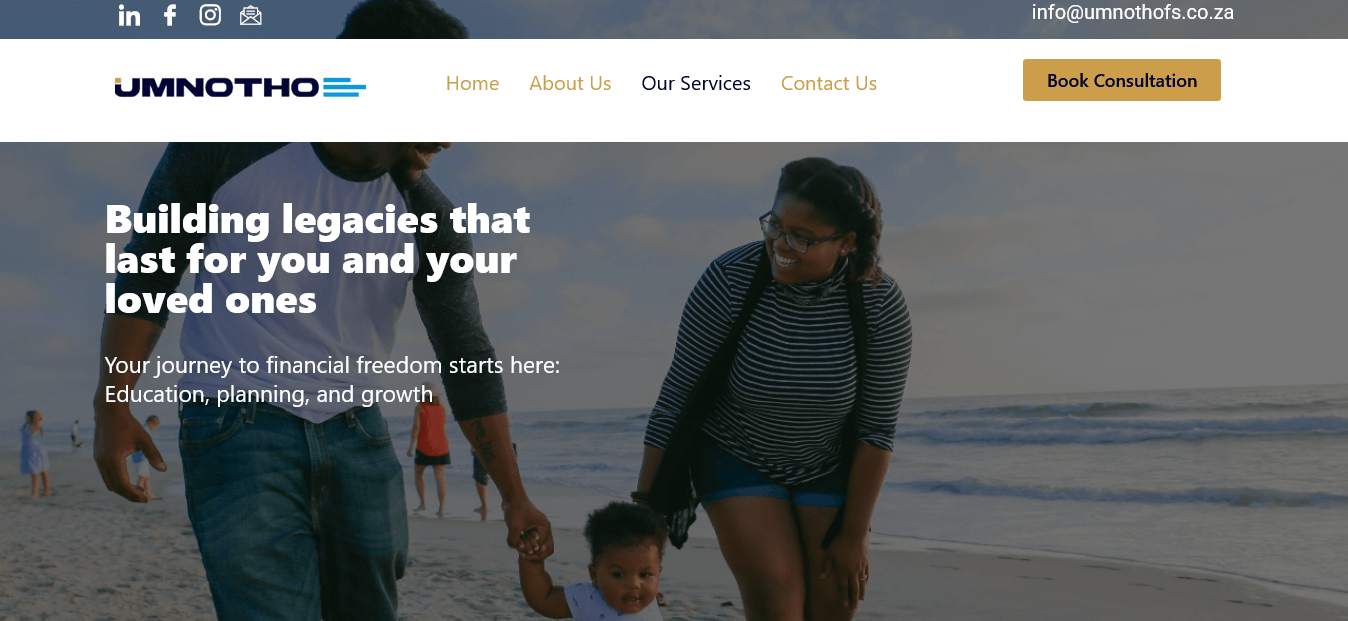 info@umnothofs.co.za
UMNOTHO
Home
About Us
Our Services
Contact Us
Book Consultation
Building legacies that
last for you and your
loved ones
Your journey to financial freedom starts here:
Education, planning, and growth